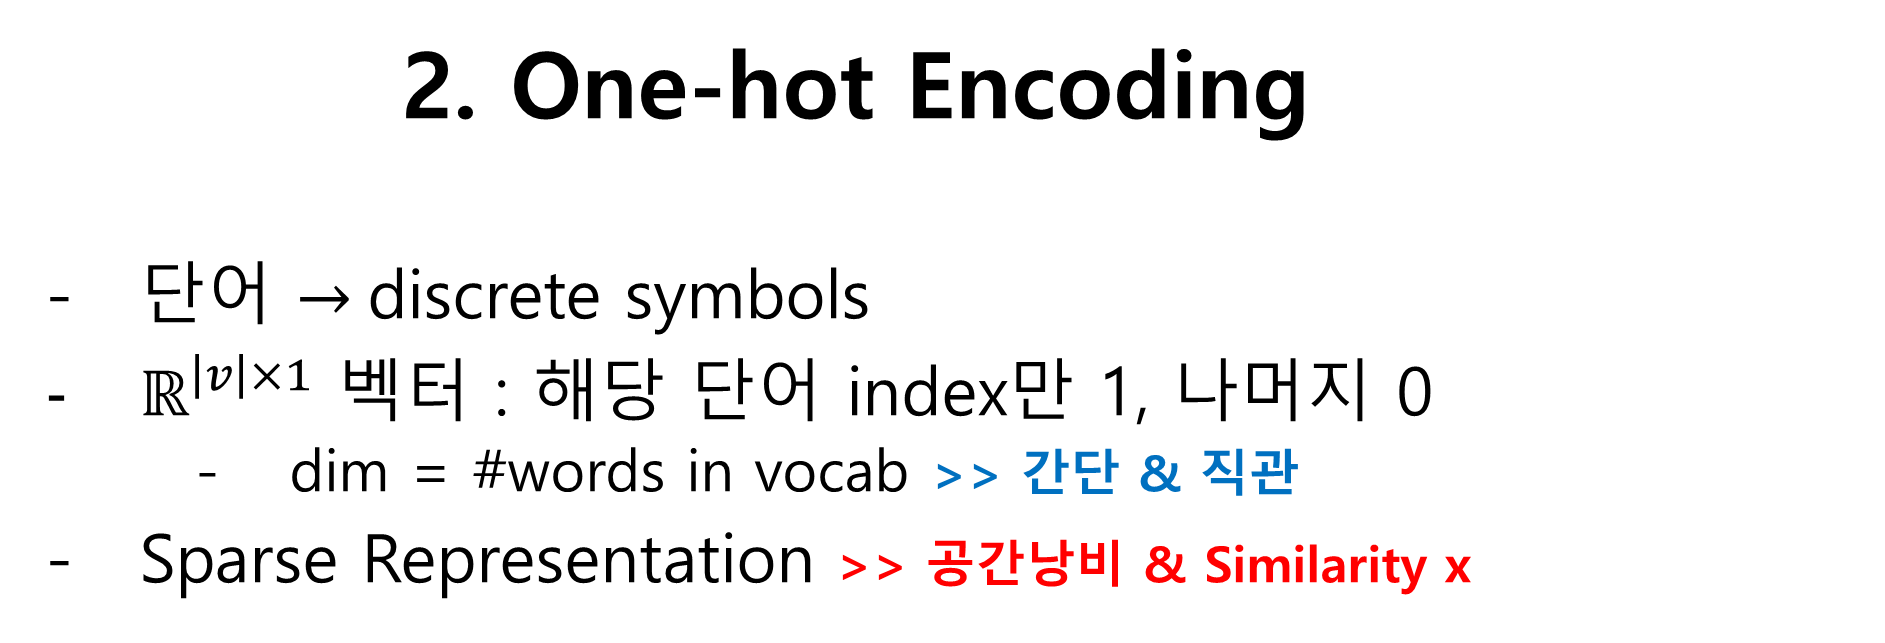 2. One-hot Encoding
- 단어 → discrete symbols
- ℝ^|v|×1 벡터 : 해당 단어 index만 1, 나머지 0
- dim = #words in vocab >> 간단 & 직관
- Sparse Representation >> 공간낭비 & Similarity x